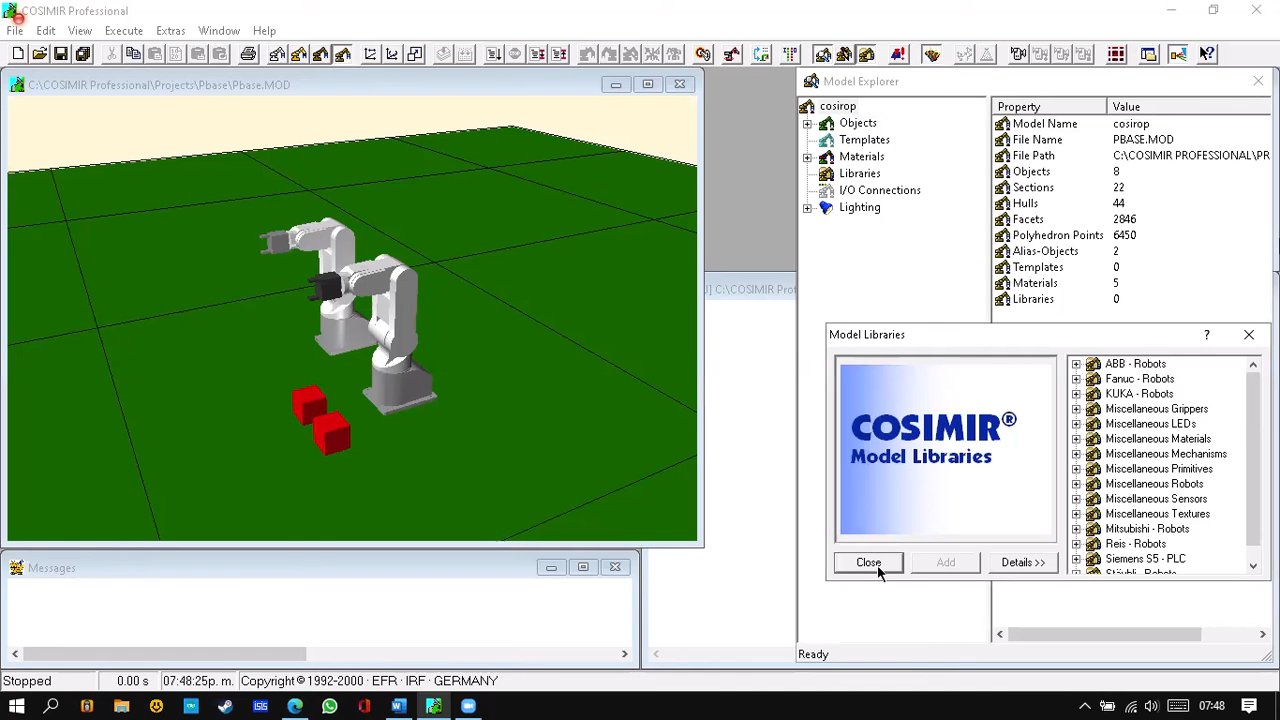 COSIMIR Professional
File Edit View Execute Extras Window Help
C:\COSIMIR Professional\Projects\Pbase\Pbase.MOD
Model Explorer
cosirop
Objects
Templates
Materials
Libraries
I/O Connections
Lighting
Property Value
Model Name cosirop
File Name PBASE.MOD
File Path C:\COSIMIR PROFESSIONAL\PR
Objects 8
Sections 22
Hulls 44
Facets 2846
Polyhedron Points 6450
Alias-Objects 2
Templates 0
Materials 5
Libraries 0
C:\COSIMIR Prof
Model Libraries
COSIMIR®
Model Libraries
ABB - Robots
Fanuc - Robots
KUKA - Robots
Miscellaneous Grippers
Miscellaneous LEDs
Miscellaneous Materials
Miscellaneous Mechanisms
Miscellaneous Primitives
Miscellaneous Robots
Miscellaneous Sensors
Miscellaneous Textures
Mitsubishi - Robots
Reis - Robots
Siemens S5 - PLC
Stäubli - Robots
Close Add Details >>
Messages
Ready
Stopped 0.00 s 07:48:25p. m. Copyright © 1992-2000 · EFR · IRF · GERMANY
07:48